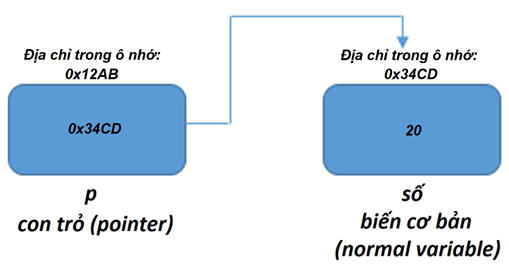 Địa chỉ trong ô nhớ:
0x12AB
0x34CD
p
con trỏ (pointer)
Địa chỉ trong ô nhớ:
0x34CD
20
số
biến cơ bản
(normal variable)